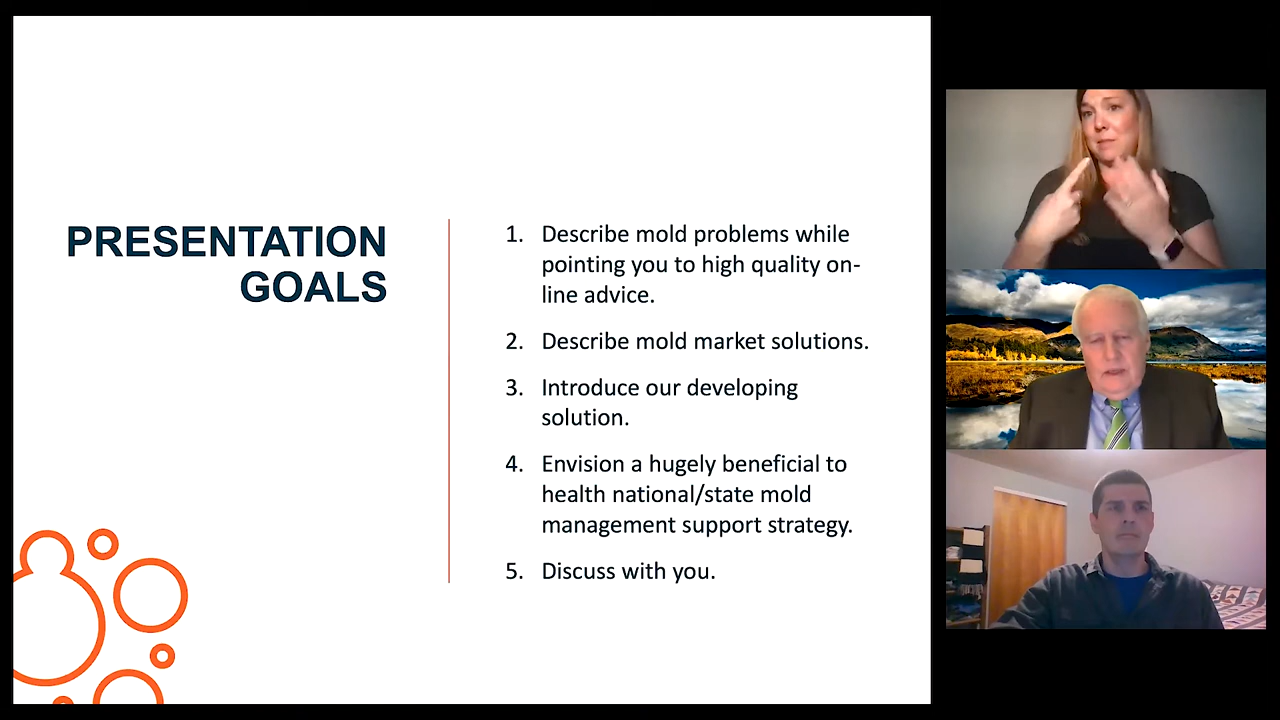 PRESENTATION
GOALS
1. Describe mold problems while
pointing you to high quality on-
line advice.
2. Describe mold market solutions.
3. Introduce our developing
solution.
4. Envision a hugely beneficial to
health national/state mold
management support strategy.
5. Discuss with you.